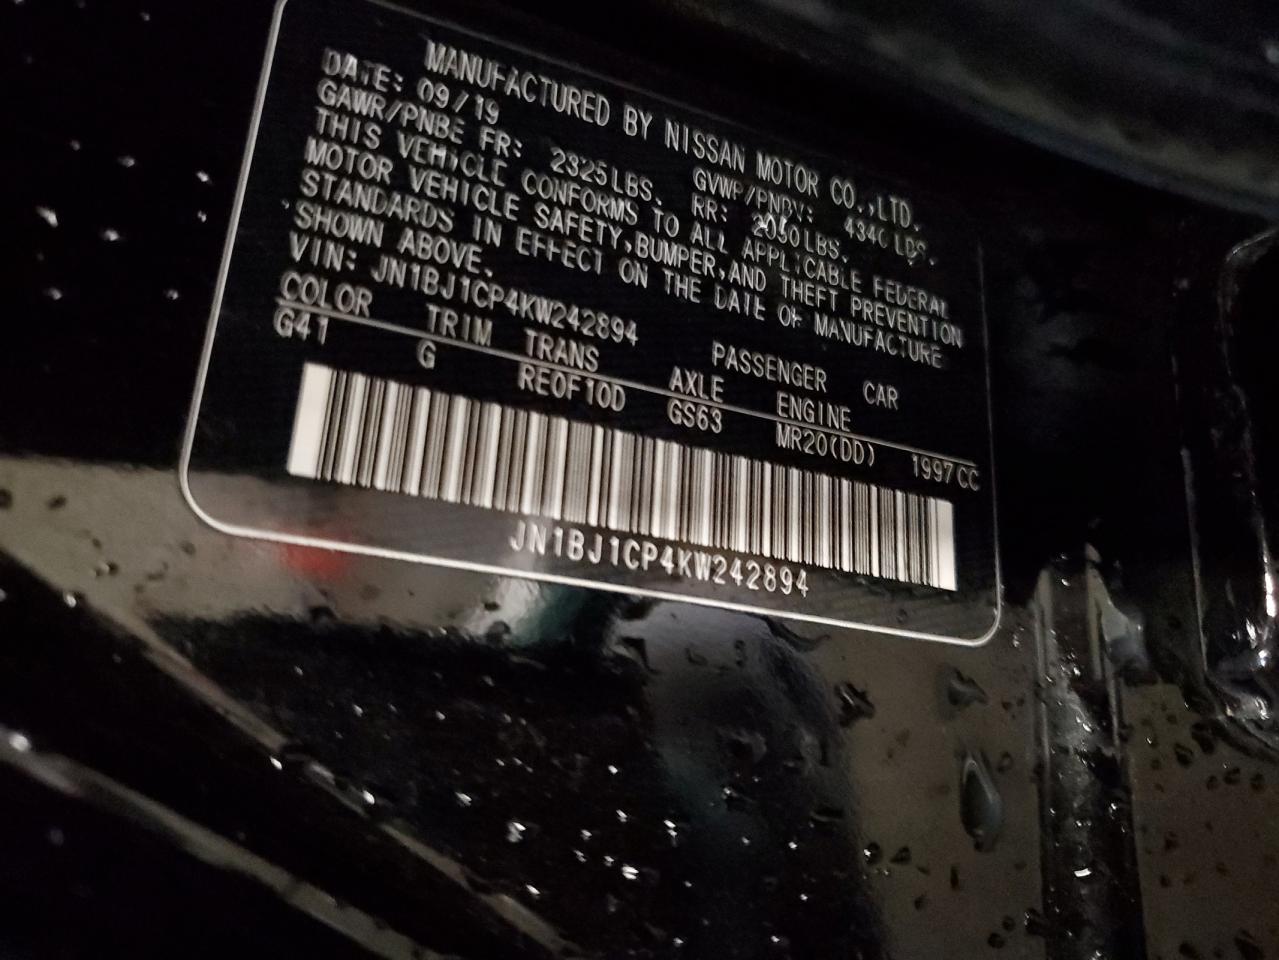 MANUFACTURED BY NISSAN MOTOR CO.,LTD.
DATE: 09/19 GVWR/PNBV: 4340 LBS.
GAWR/PNBE FR: 2325LBS. RR: 2050LBS.
THIS VEHICLE CONFORMS TO ALL APPLICABLE FEDERAL
MOTOR VEHICLE SAFETY,BUMPER,AND THEFT PREVENTION
STANDARDS IN EFFECT ON THE DATE OF MANUFACTURE
SHOWN ABOVE.
VIN: JN1BJ1CP4KW242894 PASSENGER CAR
COLOR TRIM TRANS AXLE ENGINE
G41 G RE0F10D GS63 MR20(DD) 1997CC
JN1BJ1CP4KW242894